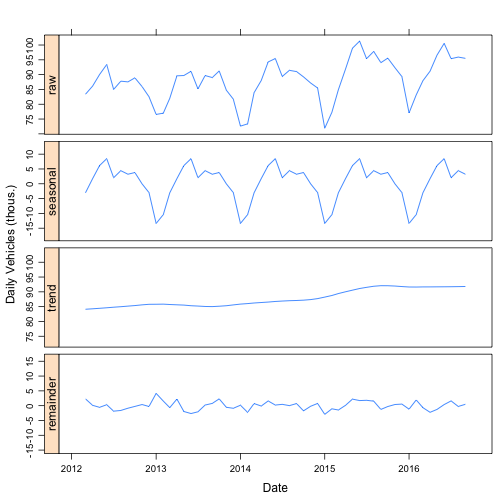 Daily Vehicles (thous.)
raw
75 80 85 90 95 100
seasonal
-15 -10 -5 0 5 10
trend
75 80 85 90 95 100
remainder
-15 -10 -5 0 5 10 15
2012 2013 2014 2015 2016
Date